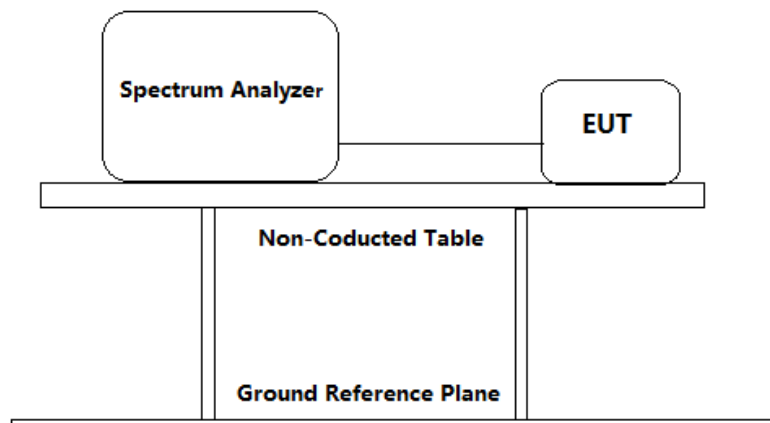 Spectrum Analyzer
EUT
Non-Coducted Table
Ground Reference Plane